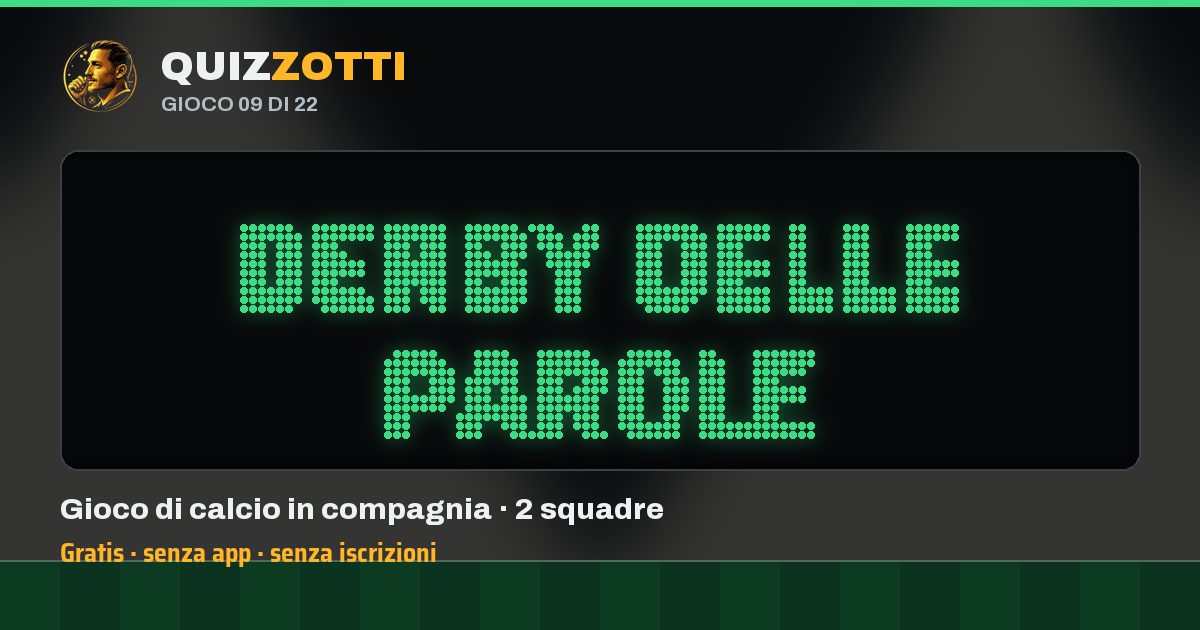 QUIZZOTTI
GIOCO 09 DI 22
DERBY DELLE
PAROLE
Gioco di calcio in compagnia · 2 squadre
Gratis · senza app · senza iscrizioni